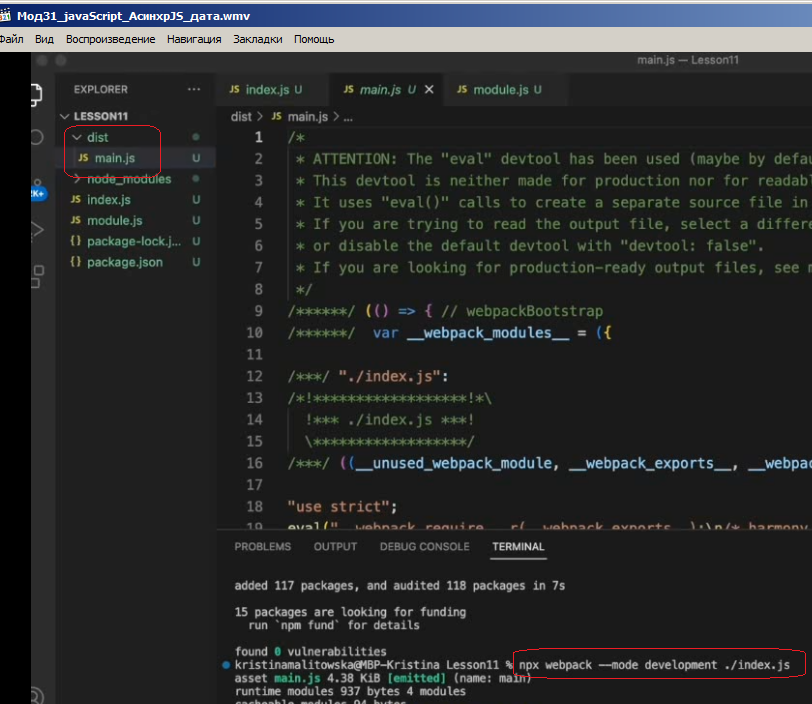 Мод31_javaScript_АсинхрJS_дата.wmv
Файл Вид Воспроизведение Навигация Закладки Помощь
main.js — Lesson11
EXPLORER ...
LESSON11
dist
JS main.js U
node_modules
JS index.js U
JS module.js U
{} package-lock.j... U
{} package.json U
K+
JS index.js U JS main.js U × JS module.js U
dist > JS main.js > ...
1 /*
2 * ATTENTION: The "eval" devtool has been used (maybe by defau
3 * This devtool is neither made for production nor for readabl
4 * It uses "eval()" calls to create a separate source file in
5 * If you are trying to read the output file, select a differe
6 * or disable the default devtool with "devtool: false".
7 * If you are looking for production-ready output files, see m
8 */
9 /******/ (() => { // webpackBootstrap
10 /******/ var __webpack_modules__ = ({
11
12 /***/ "./index.js":
13 /*!******************!*\
14 !*** ./index.js ***!
15 \******************/
16 /***/ ((__unused_webpack_module, __webpack_exports__, __webpac
17
18 "use strict";
19 eval("__webpack_require__.r(__webpack_exports__);\n/* harmony
PROBLEMS OUTPUT DEBUG CONSOLE TERMINAL
added 117 packages, and audited 118 packages in 7s
15 packages are looking for funding
run `npm fund` for details
found 0 vulnerabilities
kristinamalitowska@MBP-Kristina Lesson11 % npx webpack --mode development ./index.js
asset main.js 4.38 KiB [emitted] (name: main)
runtime modules 937 bytes 4 modules
cacheable modules 94 bytes